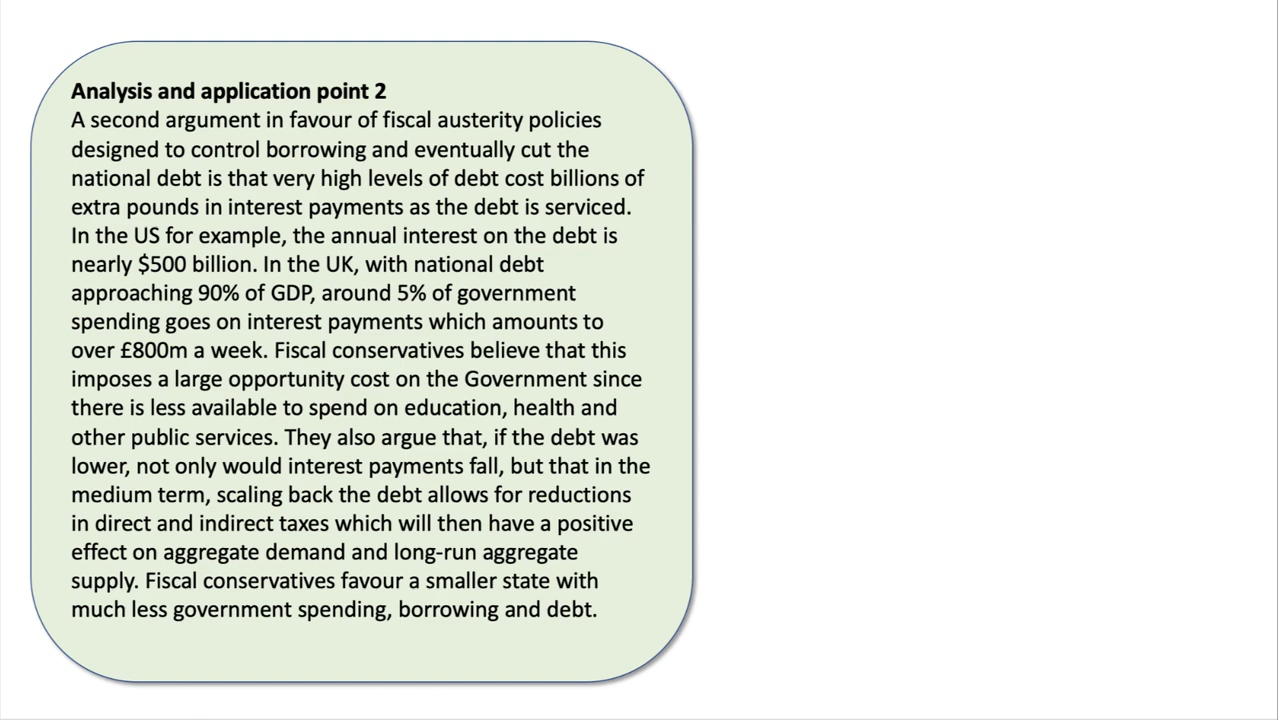 Analysis and application point 2
A second argument in favour of fiscal austerity policies
designed to control borrowing and eventually cut the
national debt is that very high levels of debt cost billions of
extra pounds in interest payments as the debt is serviced.
In the US for example, the annual interest on the debt is
nearly $500 billion. In the UK, with national debt
approaching 90% of GDP, around 5% of government
spending goes on interest payments which amounts to
over £800m a week. Fiscal conservatives believe that this
imposes a large opportunity cost on the Government since
there is less available to spend on education, health and
other public services. They also argue that, if the debt was
lower, not only would interest payments fall, but that in the
medium term, scaling back the debt allows for reductions
in direct and indirect taxes which will then have a positive
effect on aggregate demand and long-run aggregate
supply. Fiscal conservatives favour a smaller state with
much less government spending, borrowing and debt.